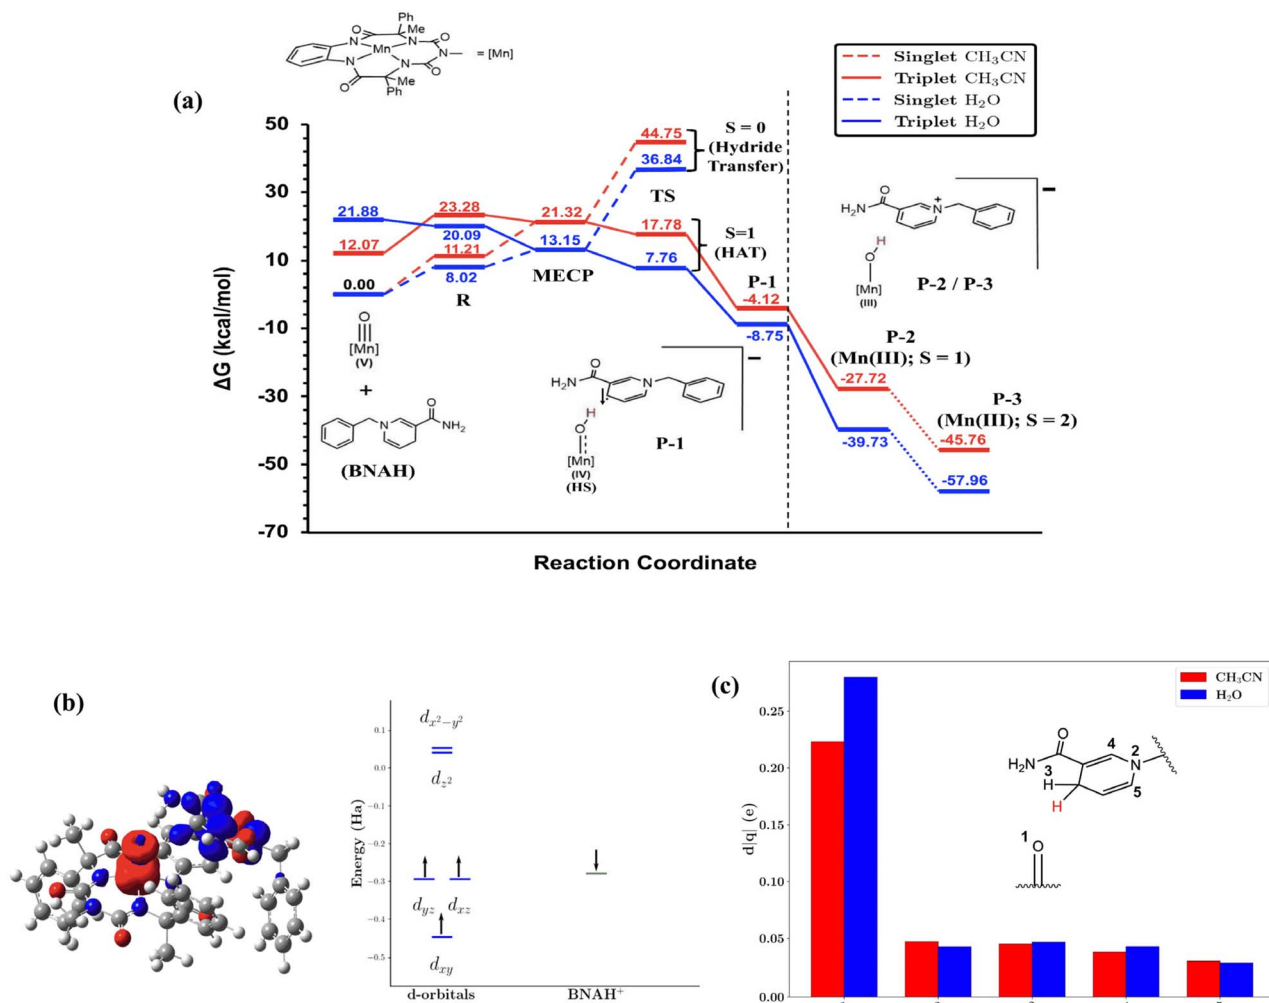 Ph
O
Me
N
N
O
Mn
N—
= [Mn]
N
N
O
O
Me
Ph
(a)
Singlet CH₃CN
Triplet CH₃CN
Singlet H₂O
Triplet H₂O
ΔG (kcal/mol)
50
30
10
-10
-30
-50
-70
44.75
36.84
S = 0
(Hydride
Transfer)
TS
21.88
12.07
0.00
23.28
20.09
11.21
8.02
R
21.32
13.15
MECP
17.78
7.76
S=1
(HAT)
P-1
-4.12
-8.75
O
H₂N
N
+
H
O
[Mn]
(III)
−
P-2 / P-3
P-2
(Mn(III); S = 1)
-27.72
-39.73
P-3
(Mn(III); S = 2)
-45.76
-57.96
O
[Mn]
(V)
+
O
NH₂
N
(BNAH)
O
H₂N
N
H
O
[Mn]
(IV)
(HS)
−
P-1
Reaction Coordinate
(b)
Energy (Ha)
0.1
0.0
−0.1
−0.2
−0.3
−0.4
−0.5
dx²−y²
dz²
dyz
dxz
dxy
d-orbitals
BNAH⁺
(c)
d|q| (e)
0.25
0.20
0.15
0.10
0.05
0.00
CH₃CN
H₂O
O
4
2
H₂N
N
3
H
5
H
1
O